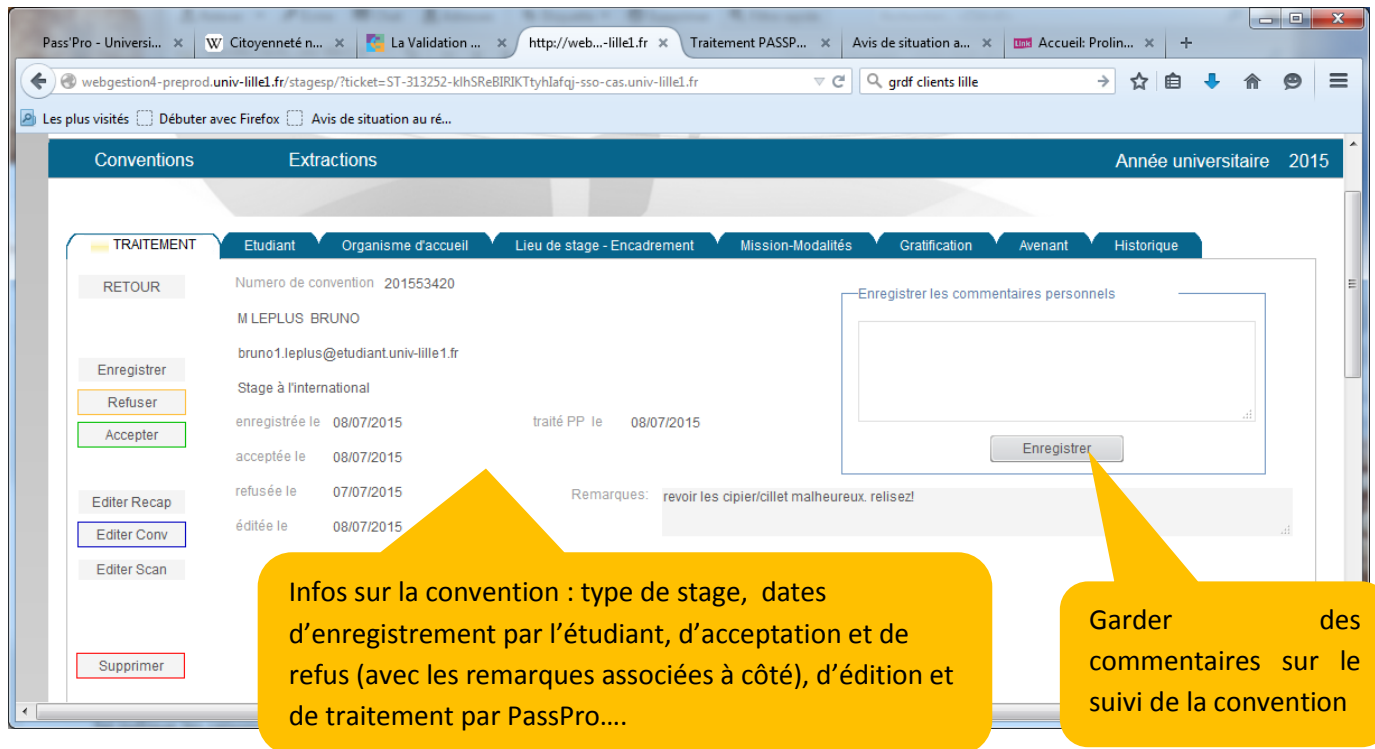 Pass'Pro - Universi... × W Citoyenneté n... × La Validation ... × http://web...-lille1.fr × Traitement PASSP... × Avis de situation a... × Link Accueil: Prolin... × +
webgestion4-preprod.univ-lille1.fr/stagesp/?ticket=ST-313252-klhSReBIRIKTtyhIafqj-sso-cas.univ-lille1.fr grdf clients lille
Les plus visités Débuter avec Firefox Avis de situation au ré...
Conventions Extractions Année universitaire 2015
TRAITEMENT Etudiant Organisme d'accueil Lieu de stage - Encadrement Mission-Modalités Gratification Avenant Historique
RETOUR
Numero de convention 201553420
Enregistrer les commentaires personnels
M LEPLUS BRUNO
bruno1.leplus@etudiant.univ-lille1.fr
Enregistrer
Stage à l'international
Refuser
enregistrée le 08/07/2015 traité PP le 08/07/2015
Accepter
Enregistrer
acceptée le 08/07/2015
refusée le 07/07/2015 Remarques: revoir les cipier/cillet malheureux. relisez!
Editer Recap
éditée le 08/07/2015
Editer Conv
Editer Scan
Supprimer
Infos sur la convention : type de stage, dates
d'enregistrement par l'étudiant, d'acceptation et de
refus (avec les remarques associées à côté), d'édition et
de traitement par PassPro....
Garder des
commentaires sur le
suivi de la convention